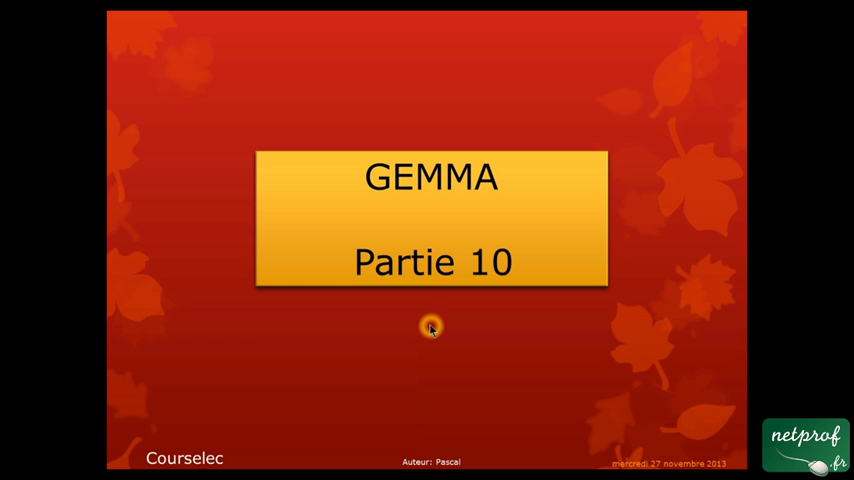 GEMMA
Partie 10
Courselec
Auteur: Pascal
mercredi 27 novembre 2013
netprof
.fr